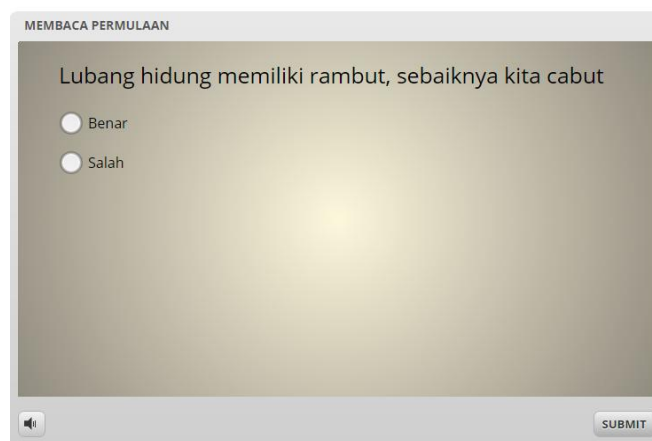 MEMBACA PERMULAAN
Lubang hidung memiliki rambut, sebaiknya kita cabut
Benar
Salah
SUBMIT